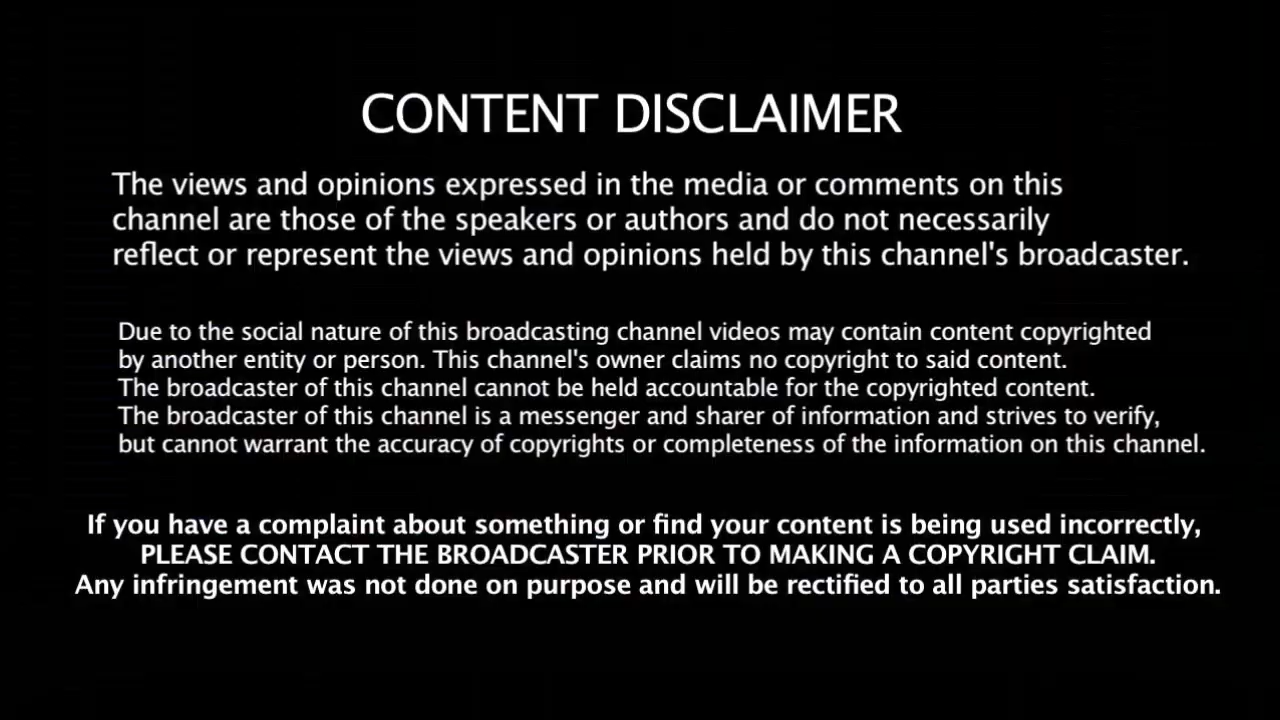 CONTENT DISCLAIMER
The views and opinions expressed in the media or comments on this
channel are those of the speakers or authors and do not necessarily
reflect or represent the views and opinions held by this channel's broadcaster.
Due to the social nature of this broadcasting channel videos may contain content copyrighted
by another entity or person. This channel's owner claims no copyright to said content.
The broadcaster of this channel cannot be held accountable for the copyrighted content.
The broadcaster of this channel is a messenger and sharer of information and strives to verify,
but cannot warrant the accuracy of copyrights or completeness of the information on this channel.
If you have a complaint about something or find your content is being used incorrectly,
PLEASE CONTACT THE BROADCASTER PRIOR TO MAKING A COPYRIGHT CLAIM.
Any infringement was not done on purpose and will be rectified to all parties satisfaction.